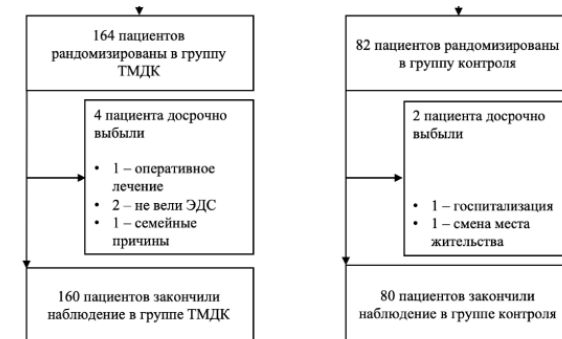 164 пациентов
рандомизированы в группу
ТМДК
82 пациентов рандомизированы
в группу контроля
4 пациента досрочно
выбыли
• 1 – оперативное
лечение
• 2 – не вели ЭДС
• 1 – семейные
причины
2 пациента досрочно
выбыли
• 1 – госпитализация
• 1 – смена места
жительства
160 пациентов закончили
наблюдение в группе ТМДК
80 пациентов закончили
наблюдение в группе контроля